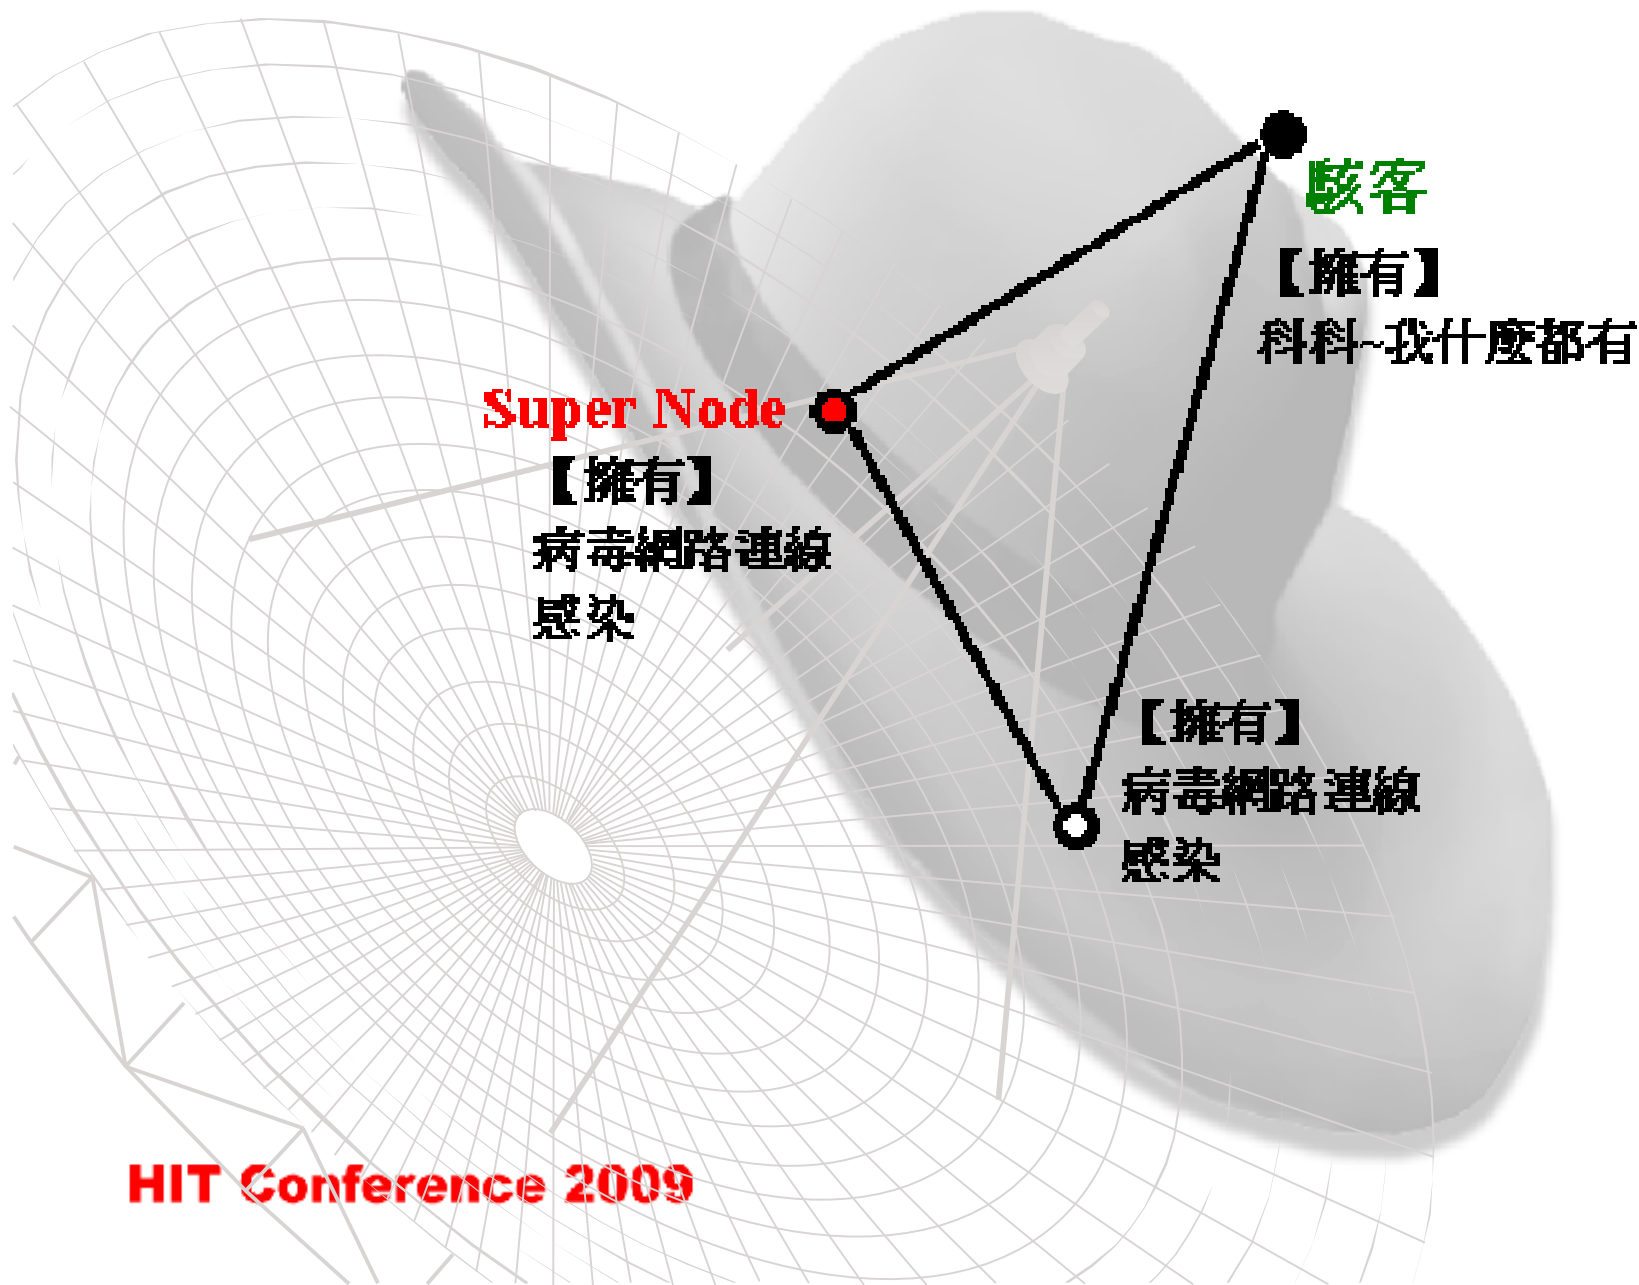 駭客
【擁有】
科科~我什麼都有
Super Node
【擁有】
病毒網路連線
感染
【擁有】
病毒網路連線
感染
HIT Conference 2009